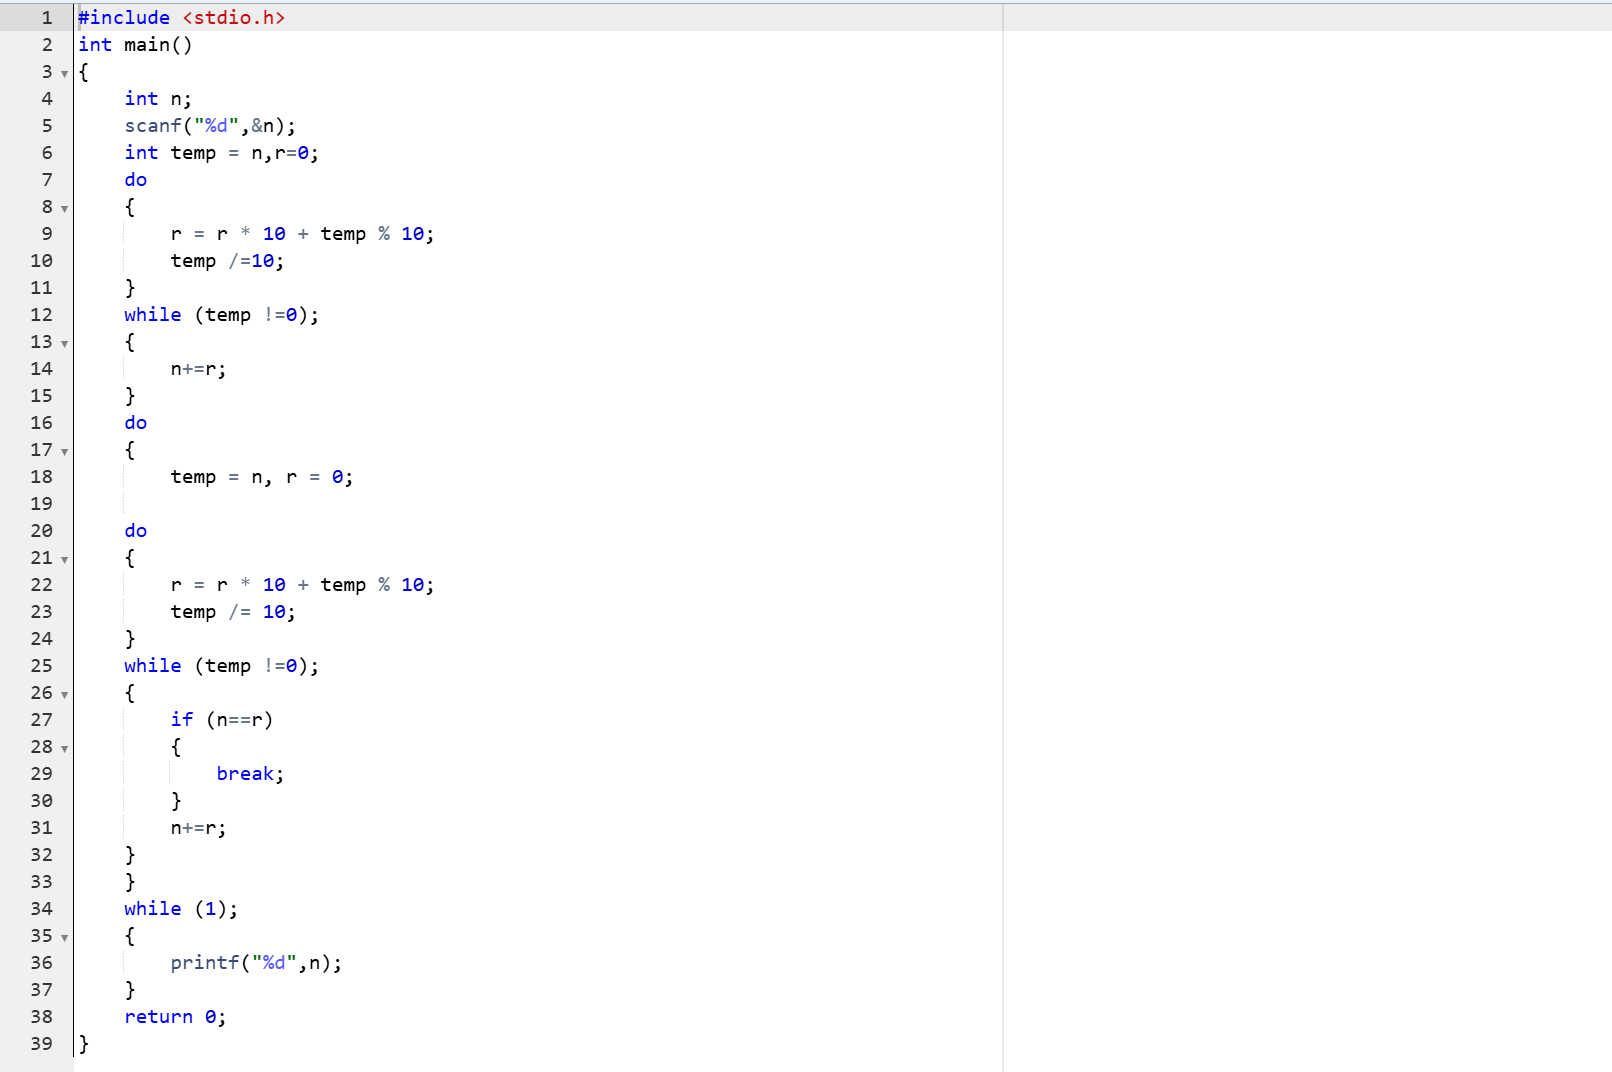 1 #include <stdio.h>
2 int main()
3 {
4     int n;
5     scanf("%d",&n);
6     int temp = n,r=0;
7     do
8     {
9         r = r * 10 + temp % 10;
10         temp /=10;
11     }
12     while (temp !=0);
13     {
14         n+=r;
15     }
16     do
17     {
18         temp = n, r = 0;
19
20     do
21     {
22         r = r * 10 + temp % 10;
23         temp /= 10;
24     }
25     while (temp !=0);
26     {
27         if (n==r)
28         {
29             break;
30         }
31         n+=r;
32     }
33     }
34     while (1);
35     {
36         printf("%d",n);
37     }
38     return 0;
39 }